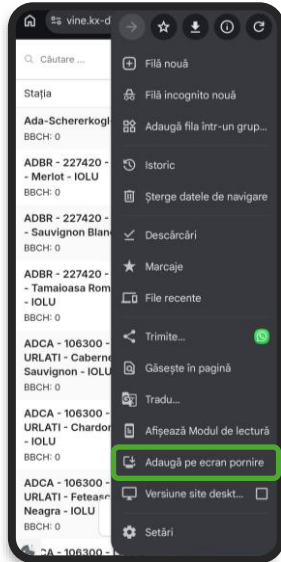 vine.kx-d
Căutare ...
Stația
Ada-Schererkogl
BBCH: 0
ADBR - 227420 -
- Merlot - IOLU
BBCH: 0
ADBR - 227420 -
- Sauvignon Blan
BBCH: 0
ADBR - 227420 -
- Tamaioasa Rom
- IOLU
BBCH: 0
ADCA - 106300 -
URLATI - Caberne
Sauvignon - IOLU
BBCH: 0
ADCA - 106300 -
URLATI - Chardor
- IOLU
BBCH: 0
ADCA - 106300 -
URLATI - Feteasc
Neagra - IOLU
BBCH: 0
CA - 106300 -
Filă nouă
Filă incognito nouă
Adaugă fila într-un grup...
Istoric
Șterge datele de navigare
Descărcări
Marcaje
File recente
Trimite...
Găsește în pagină
Tradu...
Afișează Modul de lectură
Adaugă pe ecran pornire
Versiune site deskt...
Setări